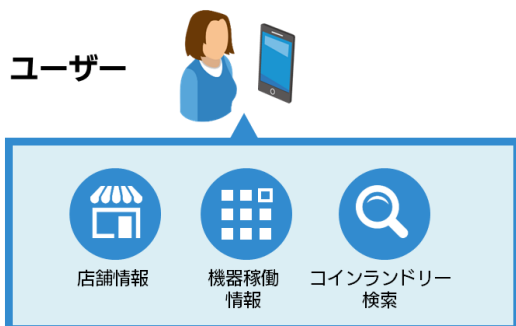 ユーザー
店舗情報
機器稼働
情報
コインランドリー
検索